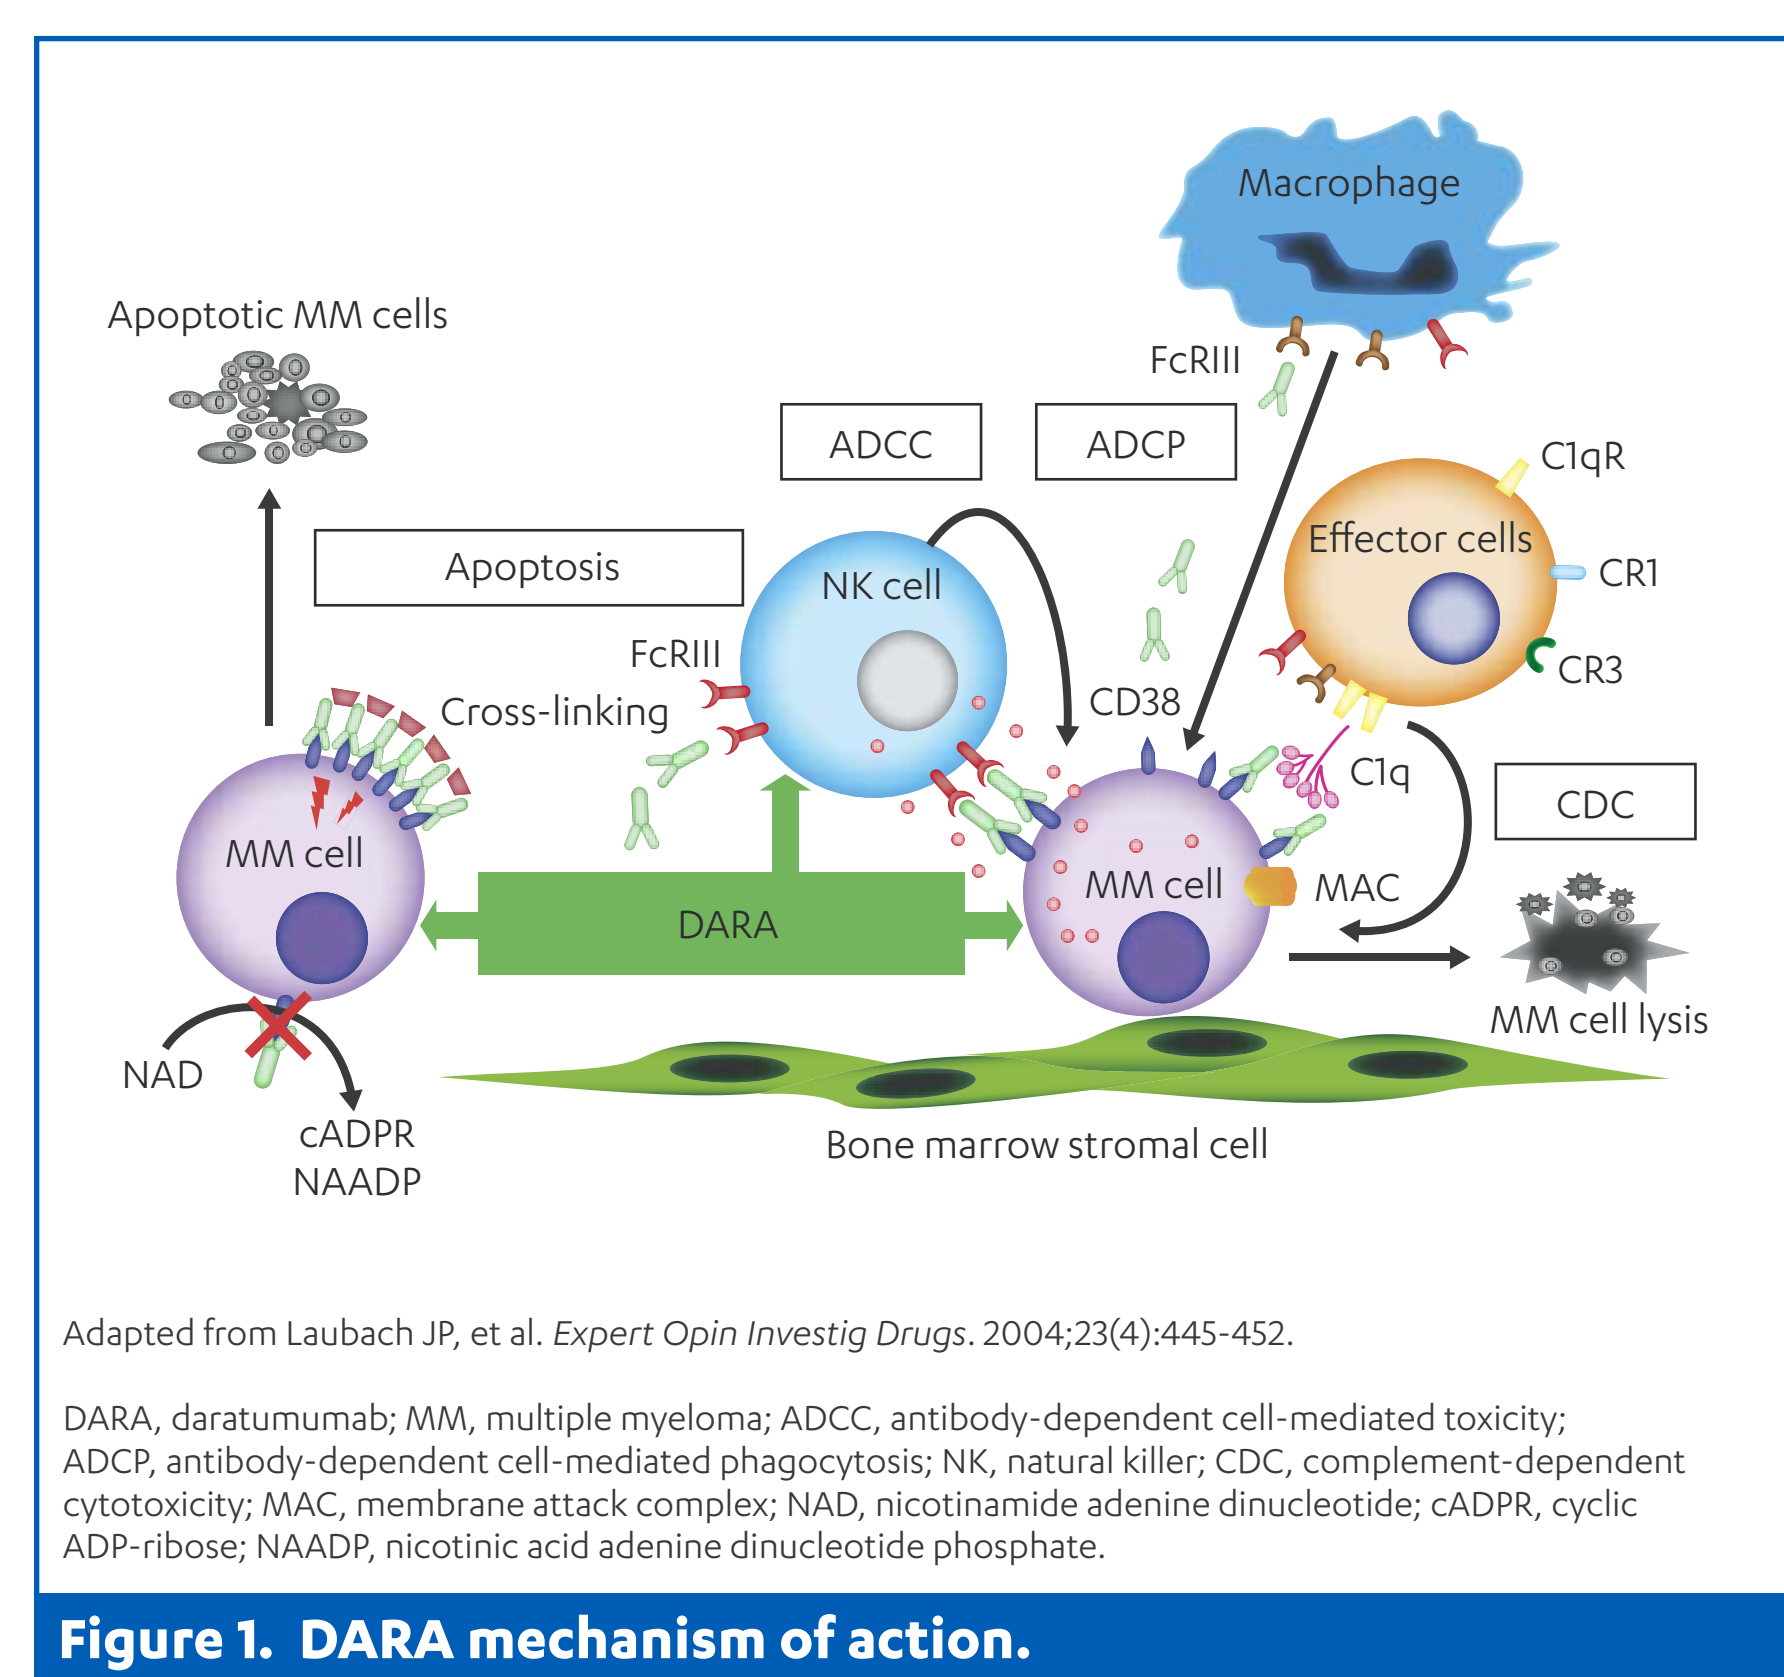 Macrophage
Apoptotic MM cells
FcRIII
ADCC
ADCP
C1qR
Effector cells
Apoptosis
CR1
NK cell
FcRIII
CR3
CD38
Cross-linking
C1q
CDC
MM cell
MM cell
MAC
DARA
MM cell lysis
NAD
cADPR
NAADP
Bone marrow stromal cell
Adapted from Laubach JP, et al. Expert Opin Investig Drugs. 2004;23(4):445-452.
DARA, daratumumab; MM, multiple myeloma; ADCC, antibody-dependent cell-mediated toxicity;
ADCP, antibody-dependent cell-mediated phagocytosis; NK, natural killer; CDC, complement-dependent
cytotoxicity; MAC, membrane attack complex; NAD, nicotinamide adenine dinucleotide; cADPR, cyclic
ADP-ribose; NAADP, nicotinic acid adenine dinucleotide phosphate.
Figure 1. DARA mechanism of action.